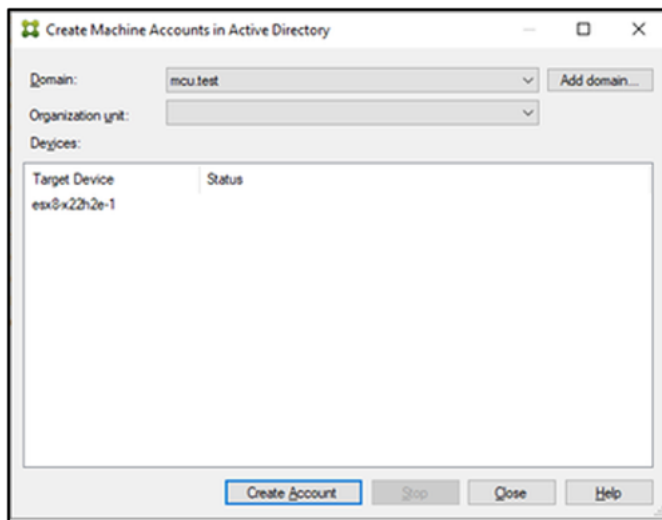 Create Machine Accounts in Active Directory
Domain: mcu.test Add domain...
Organization unit:
Devices:
Target Device Status
esx8-x22h2e-1
Create Account Stop Close Help